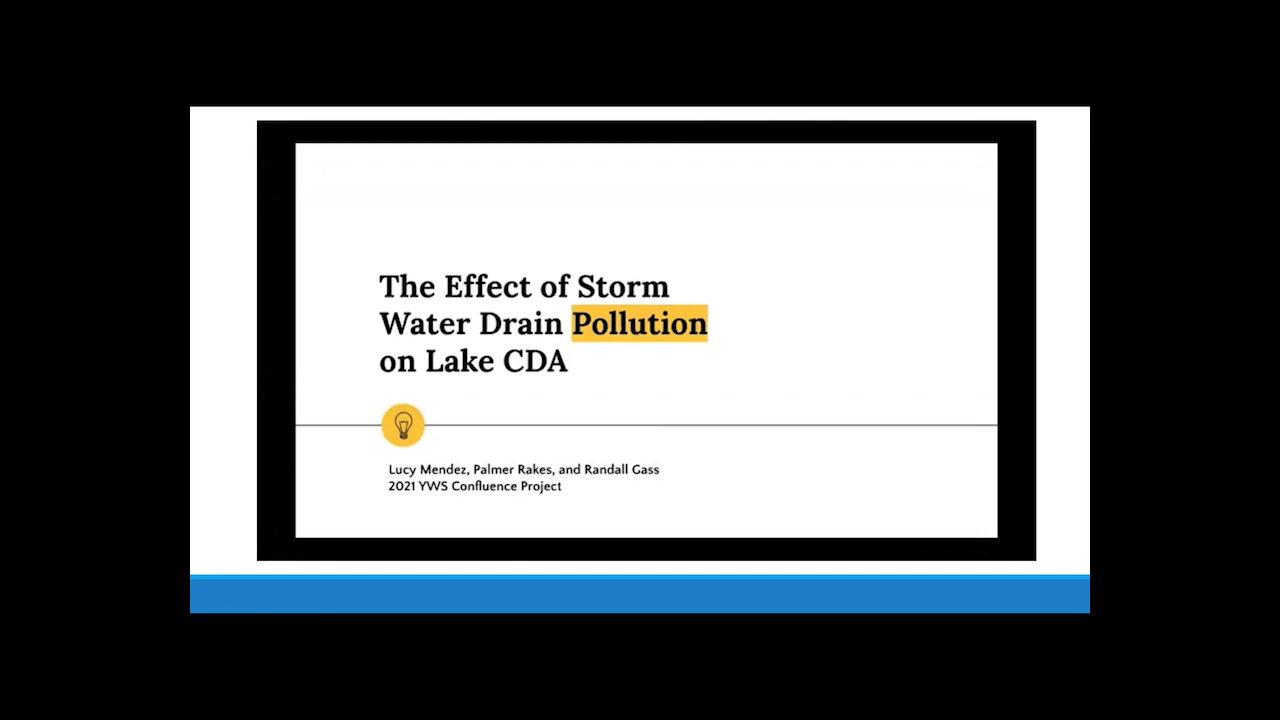 The Effect of Storm
Water Drain Pollution
on Lake CDA
Lucy Mendez, Palmer Rakes, and Randall Gass
2021 YWS Confluence Project